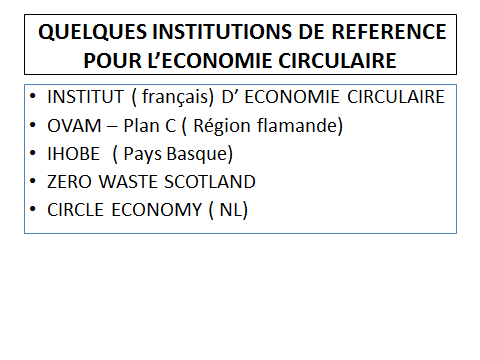 QUELQUES INSTITUTIONS DE REFERENCE
POUR L’ECONOMIE CIRCULAIRE
• INSTITUT ( français) D’ ECONOMIE CIRCULAIRE
• OVAM – Plan C ( Région flamande)
• IHOBE ( Pays Basque)
• ZERO WASTE SCOTLAND
• CIRCLE ECONOMY ( NL)